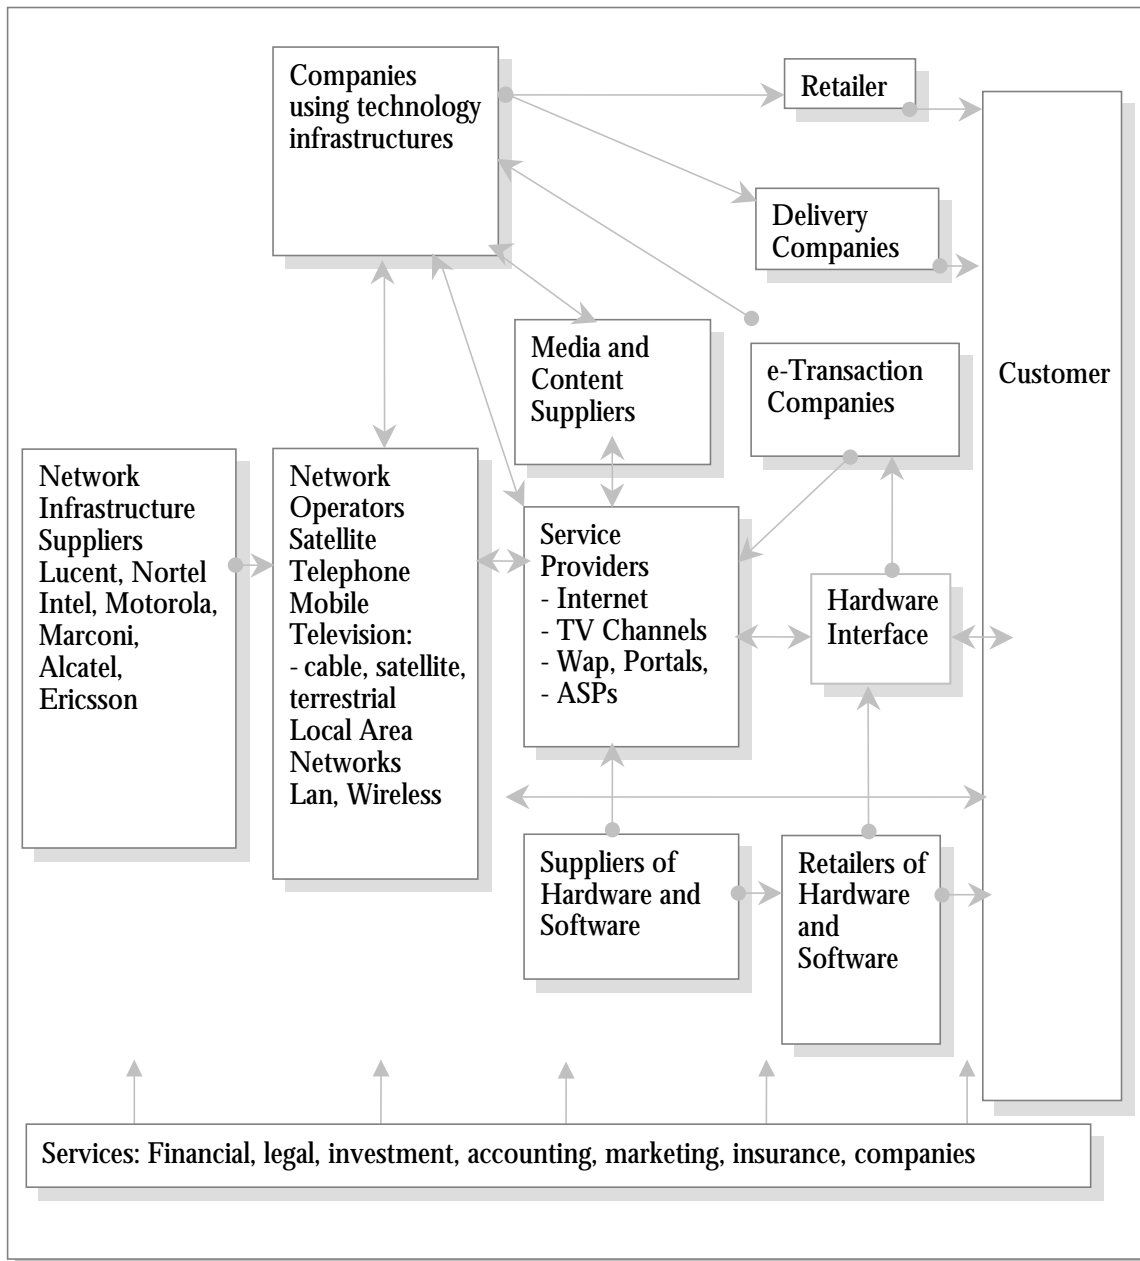 Companies
using technology
infrastructures
Retailer
Delivery
Companies
Media and
Content
Suppliers
e-Transaction
Companies
Customer
Network
Infrastructure
Suppliers
Lucent, Nortel
Intel, Motorola,
Marconi,
Alcatel,
Ericsson
Network
Operators
Satellite
Telephone
Mobile
Television:
- cable, satellite,
terrestrial
Local Area
Networks
Lan, Wireless
Service
Providers
- Internet
- TV Channels
- Wap, Portals,
- ASPs
Hardware
Interface
Suppliers of
Hardware and
Software
Retailers of
Hardware
and
Software
Services: Financial, legal, investment, accounting, marketing, insurance, companies